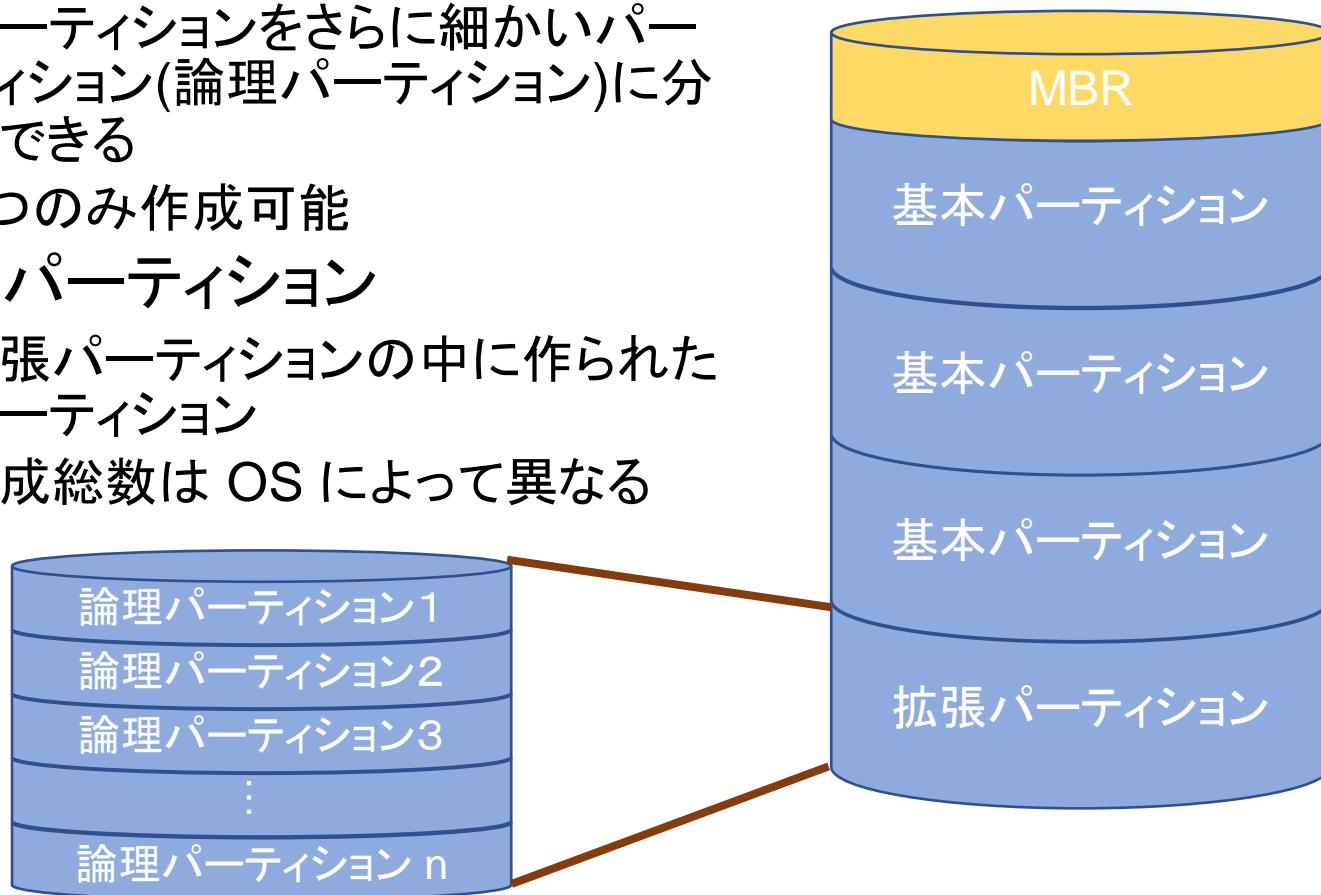 ーティションをさらに細かいパー
ィション(論理パーティション)に分
できる
つのみ作成可能
パーティション
張パーティションの中に作られた
ーティション
成総数は OS によって異なる
MBR
基本パーティション
基本パーティション
基本パーティション
拡張パーティション
論理パーティション1
論理パーティション2
論理パーティション3
⋮
論理パーティション n